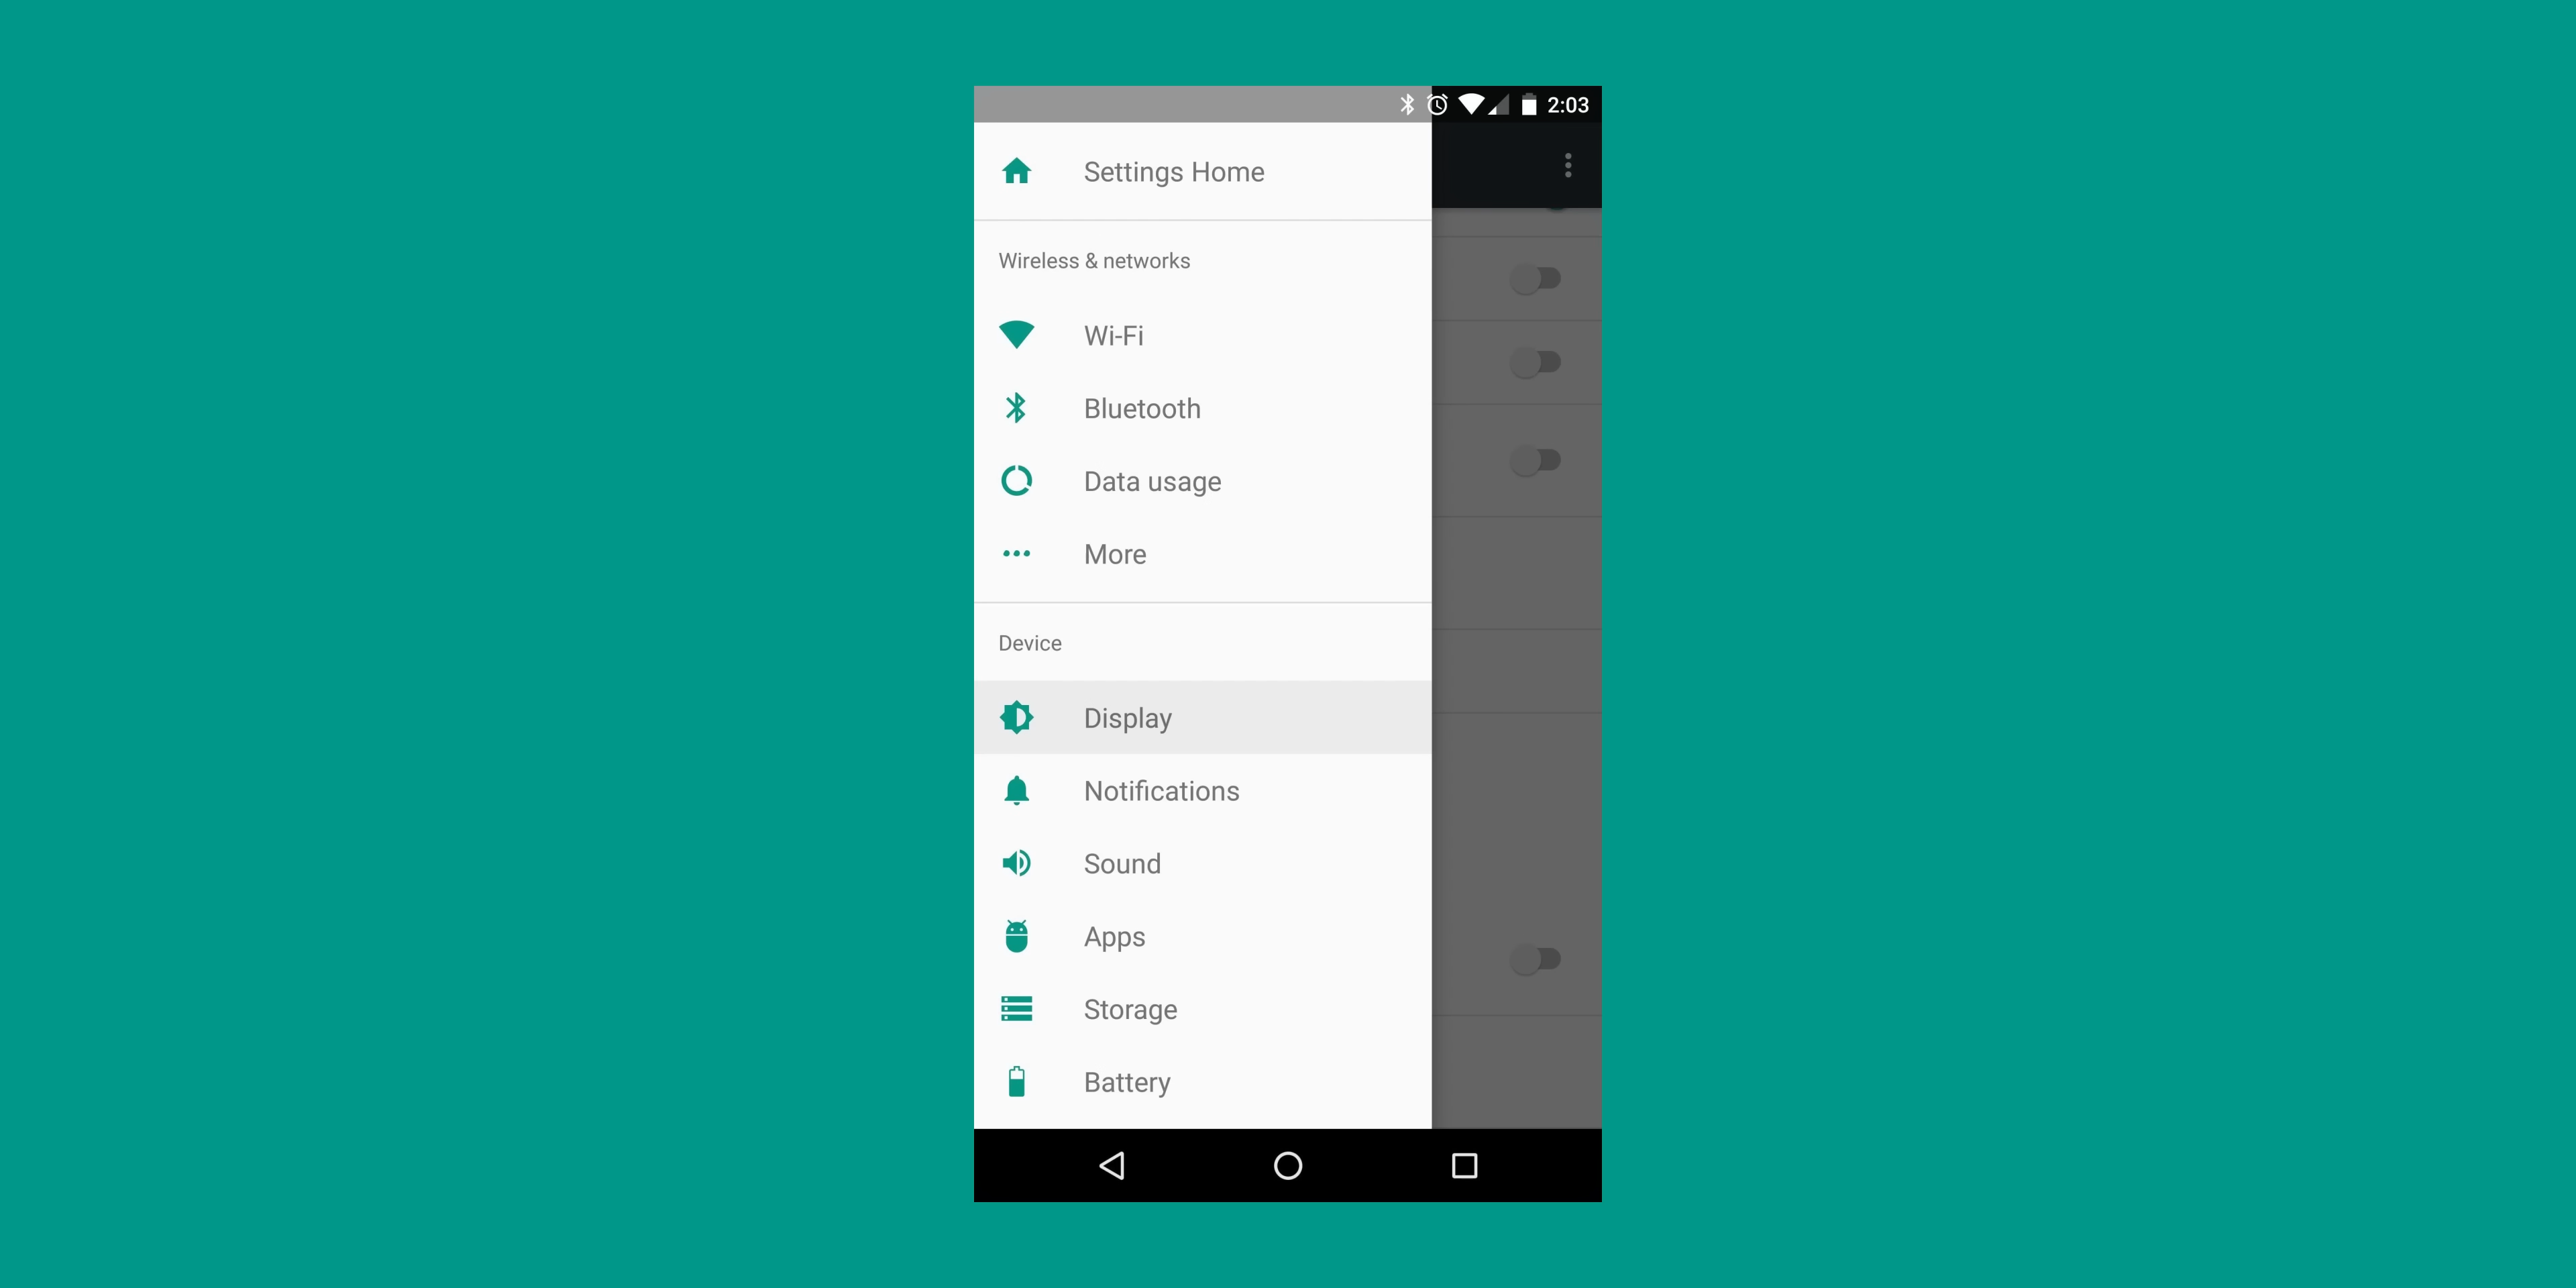 2:03
Settings Home
Wireless & networks
Wi-Fi
Bluetooth
Data usage
More
Device
Display
Notifications
Sound
Apps
Storage
Battery